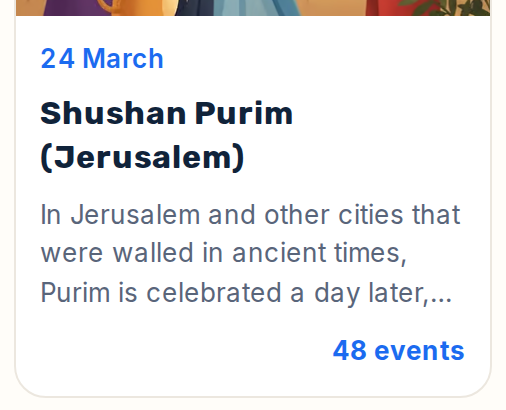 24 March
Shushan Purim
(Jerusalem)
In Jerusalem and other cities that
were walled in ancient times,
Purim is celebrated a day later,...
48 events